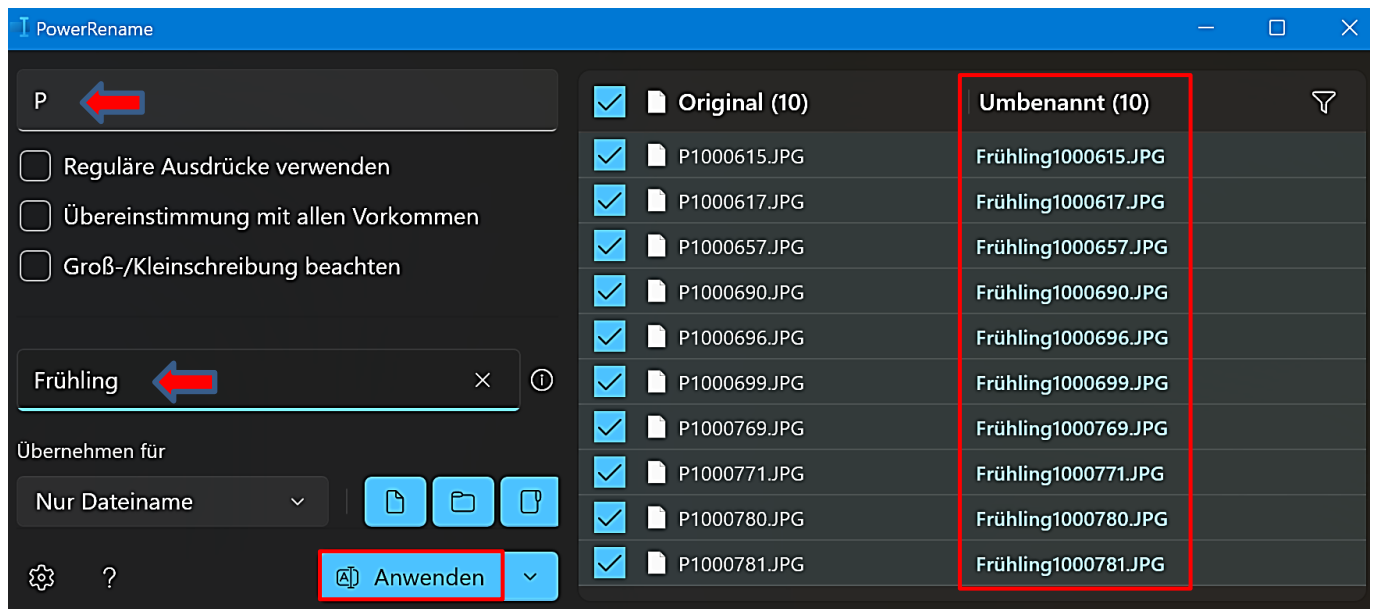 PowerRename
P
Reguläre Ausdrücke verwenden
Übereinstimmung mit allen Vorkommen
Groß-/Kleinschreibung beachten
Frühling
Übernehmen für
Nur Dateiname
Anwenden
Original (10) Umbenannt (10)
P1000615.JPG Frühling1000615.JPG
P1000617.JPG Frühling1000617.JPG
P1000657.JPG Frühling1000657.JPG
P1000690.JPG Frühling1000690.JPG
P1000696.JPG Frühling1000696.JPG
P1000699.JPG Frühling1000699.JPG
P1000769.JPG Frühling1000769.JPG
P1000771.JPG Frühling1000771.JPG
P1000780.JPG Frühling1000780.JPG
P1000781.JPG Frühling1000781.JPG